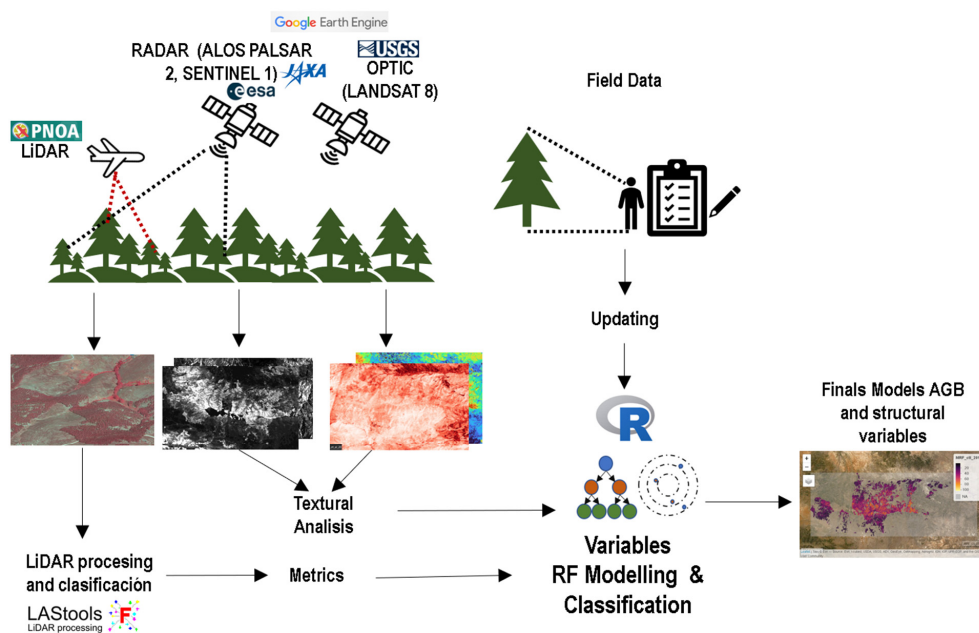 Google Earth Engine
RADAR (ALOS PALSAR
2, SENTINEL 1)
JAXA
esa
USGS
OPTIC
(LANDSAT 8)
Field Data
PNOA
LiDAR
Updating
R
Finals Models AGB
and structural
variables
Textural
Analisis
Variables
RF Modelling &
Classification
LiDAR procesing
and clasificación
Metrics
LAStools
LiDAR processing
F